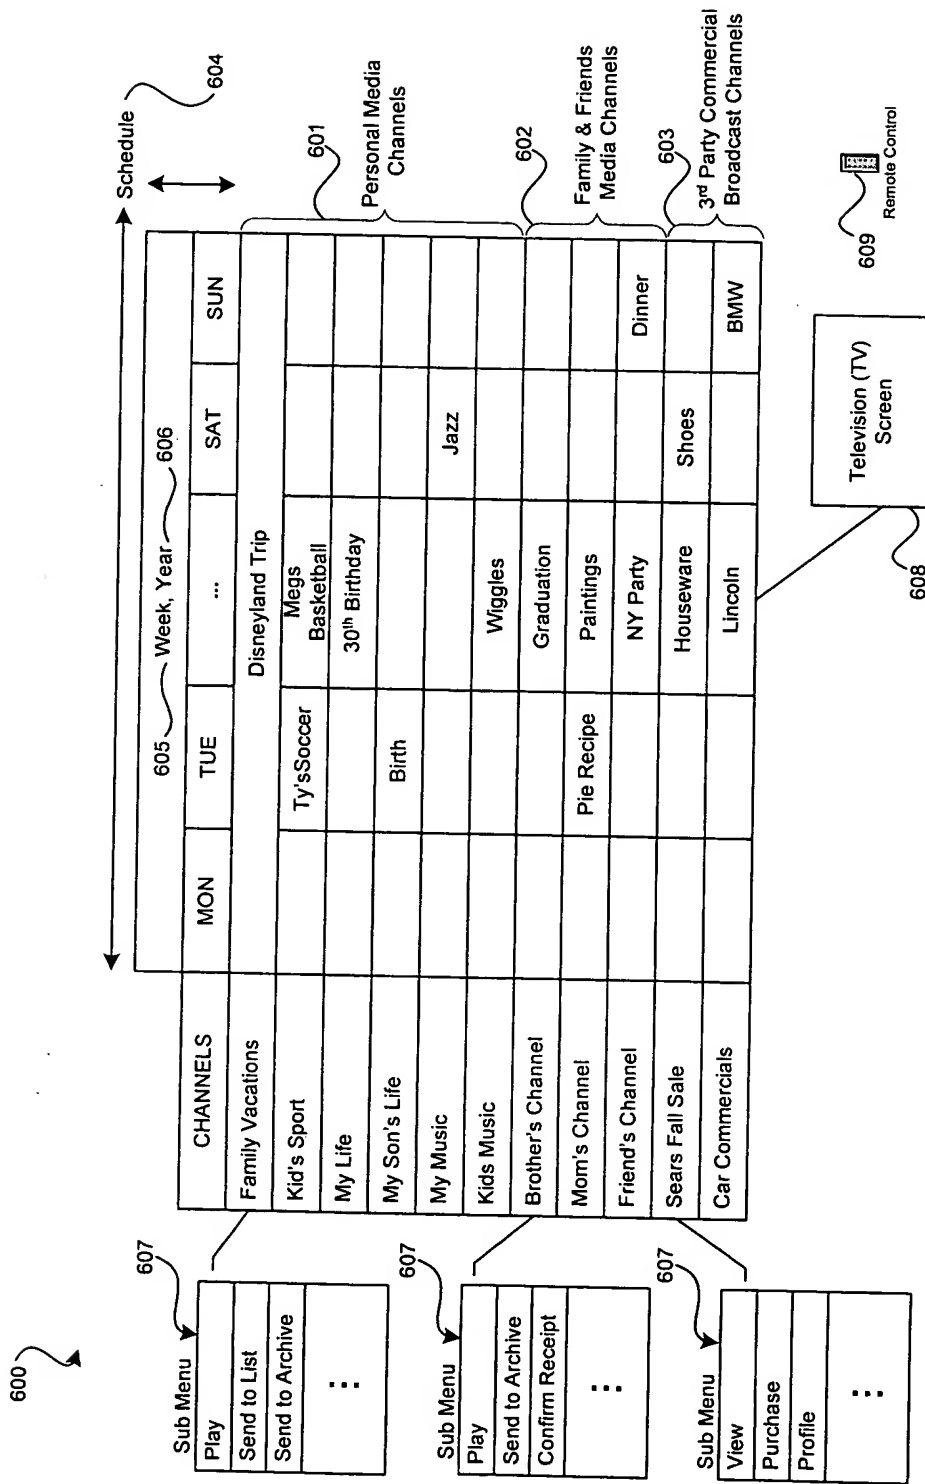 600
Schedule
604
605 Week, Year 606
CHANNELS MON TUE ... SAT SUN
Family Vacations Disneyland Trip
Kid's Sport Ty'sSoccer Megs Basketball
My Life 30th Birthday
My Son's Life Birth
My Music Jazz
Kids Music Wiggles
Brother's Channel Graduation
Mom's Channel Pie Recipe Paintings
Friend's Channel NY Party Dinner
Sears Fall Sale Houseware Shoes
Car Commercials Lincoln BMW
601
Personal Media
Channels
602
Family & Friends
Media Channels
603
3rd Party Commercial
Broadcast Channels
607
Sub Menu
Play
Send to List
Send to Archive
⋮
607
Sub Menu
Play
Send to Archive
Confirm Receipt
⋮
607
Sub Menu
View
Purchase
Profile
⋮
Television (TV)
Screen
608
609
Remote Control